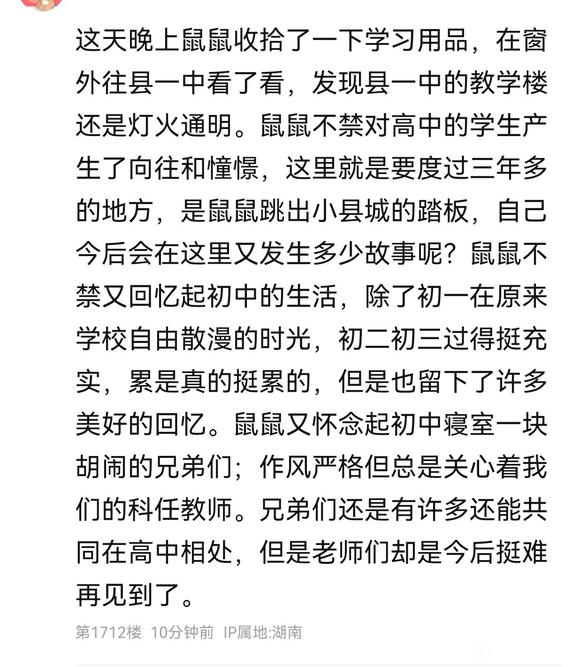 这天晚上鼠鼠收拾了一下学习用品，在窗
外往县一中看了看，发现县一中的教学楼
还是灯火通明。鼠鼠不禁对高中的学生产
生了向往和憧憬，这里就是要度过三年多
的地方，是鼠鼠跳出小县城的踏板，自己
今后会在这里又发生多少故事呢？鼠鼠不
禁又回忆起初中的生活，除了初一在原来
学校自由散漫的时光，初二初三过得挺充
实，累是真的挺累的，但是也留下了许多
美好的回忆。鼠鼠又怀念起初中寝室一块
胡闹的兄弟们；作风严格但总是关心着我
们的科任教师。兄弟们还是有许多还能共
同在高中相处，但是老师们却是今后挺难
再见到了。
第1712楼 10分钟前 IP属地:湖南